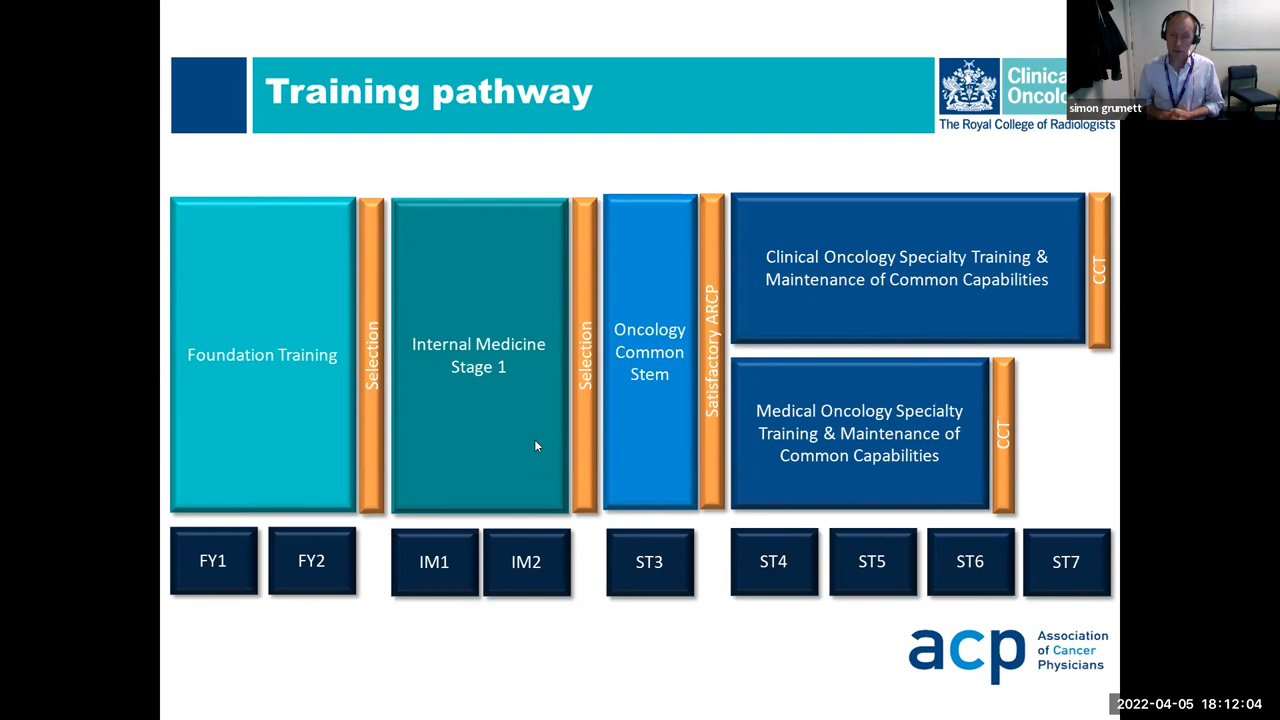 Training pathway
Clinical
Oncol
The Royal College of Radiologists
simon grumett
Foundation Training
Selection
Internal Medicine
Stage 1
Selection
Oncology
Common
Stem
Satisfactory ARCP
Clinical Oncology Specialty Training &
Maintenance of Common Capabilities
CCT
Medical Oncology Specialty
Training & Maintenance of
Common Capabilities
CCT
FY1
FY2
IM1
IM2
ST3
ST4
ST5
ST6
ST7
acp
Association
of Cancer
Physicians
2022-04-05 18:12:04